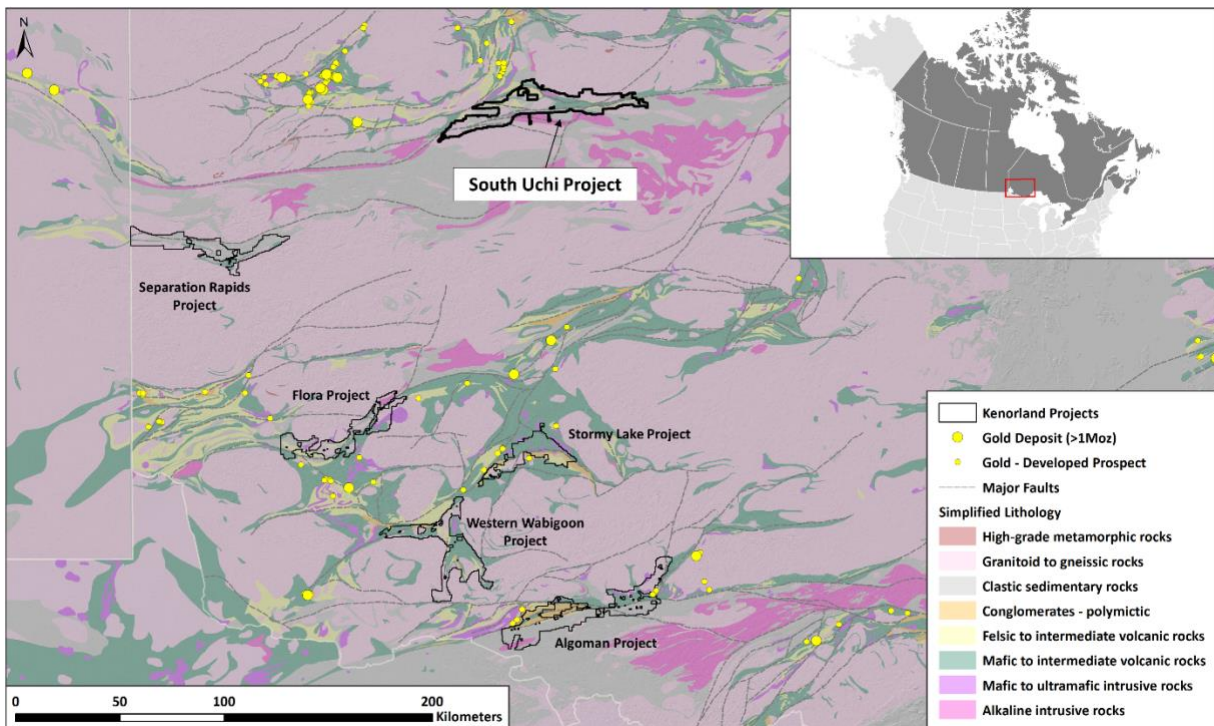 N
South Uchi Project
Separation Rapids
Project
Flora Project
Stormy Lake Project
Western Wabigoon
Project
Algoman Project
Kenorland Projects
Gold Deposit (>1Moz)
Gold - Developed Prospect
Major Faults
Simplified Lithology
High-grade metamorphic rocks
Granitoid to gneissic rocks
Clastic sedimentary rocks
Conglomerates - polymictic
Felsic to intermediate volcanic rocks
Mafic to intermediate volcanic rocks
Mafic to ultramafic intrusive rocks
Alkaline intrusive rocks
0 50 100 200
Kilometers